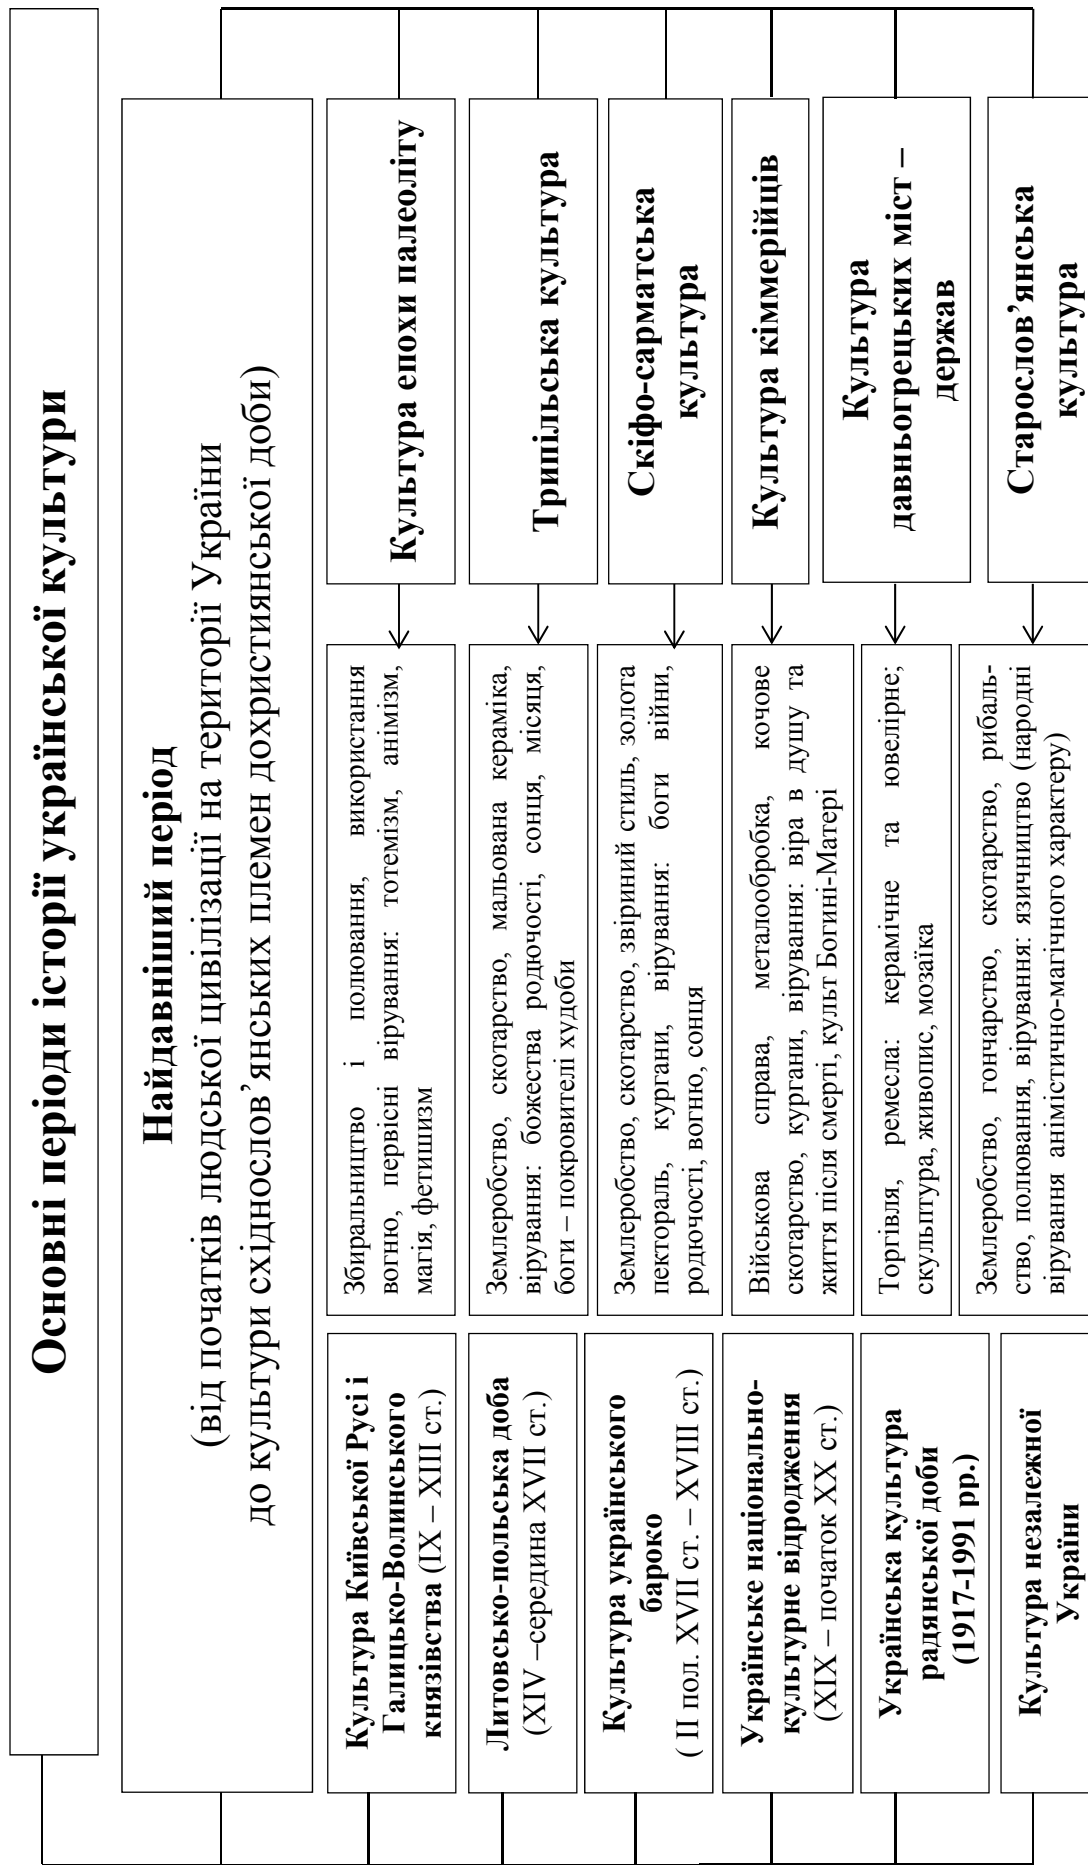 Основні періоди історії української культури
Найдавніший період
(від початків людської цивілізації на території України
до культури східнослов’янських племен дохристиянської доби)
Культура Київської Русі і
Галицько-Волинського
князівства (ІХ – ХІІІ ст.)
Збиральництво і полювання, використання
вогню, первісні вірування: тотемізм, анімізм,
магія, фетишизм
Культура епохи палеоліту
Литовсько-польська доба
(XIV –середина XVII ст.)
Землеробство, скотарство, мальована кераміка,
вірування: божества родючості, сонця, місяця,
боги – покровителі худоби
Трипільська культура
Культура українського
бароко
( ІІ пол. XVII ст. – XVIII ст.)
Землеробство, скотарство, звіриний стиль, золота
пектораль, кургани, вірування: боги війни,
родючості, вогню, сонця
Скіфо-сарматська
культура
Українське національно-
культурне відродження
(ХІХ – початок ХХ ст.)
Військова справа, металообробка, кочове
скотарство, кургани, вірування: віра в душу та
життя після смерті, культ Богині-Матері
Культура кіммерійців
Українська культура
радянської доби
(1917-1991 рр.)
Торгівля, ремесла: керамічне та ювелірне;
скульптура, живопис, мозаїка
Культура
давньогрецьких міст –
держав
Культура незалежної
України
Землеробство, гончарство, скотарство, рибаль-
ство, полювання, вірування: язичництво (народні
вірування анімістично-магічного характеру)
Старослов’янська
культура